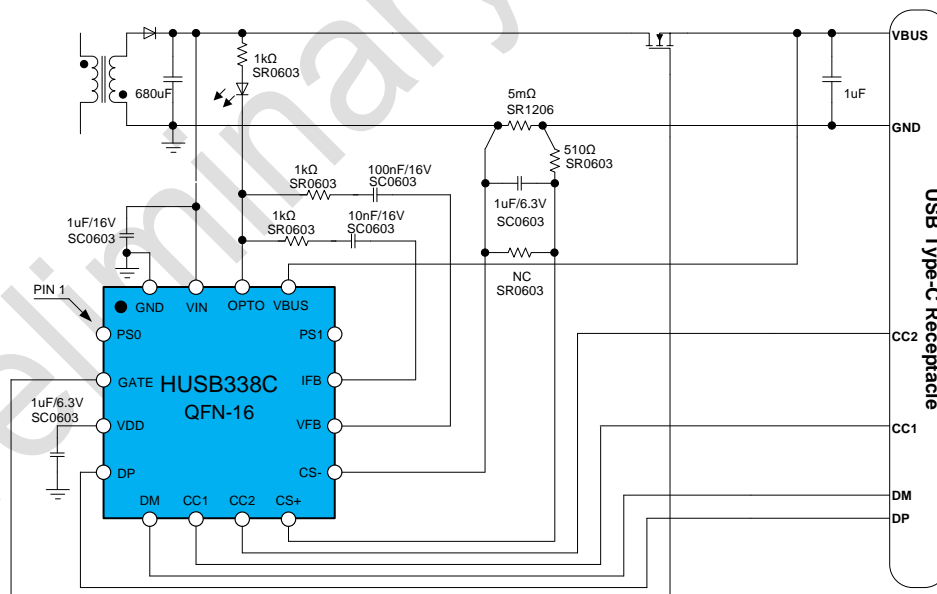 VBUS
1kΩ
SR0603
680uF
5mΩ
SR1206
1uF
GND
510Ω
SR0603
1kΩ
SR0603
100nF/16V
SC0603
1uF/6.3V
SC0603
1uF/16V
SC0603
1kΩ
SR0603
10nF/16V
SC0603
NC
SR0603
USB Type-C Receptacle
PIN 1
GND
VIN
OPTO
VBUS
PS0
PS1
CC2
GATE
HUSB338C
IFB
QFN-16
1uF/6.3V
SC0603
VDD
VFB
CC1
DP
CS-
DM
CC1
CC2
CS+
DM
DP